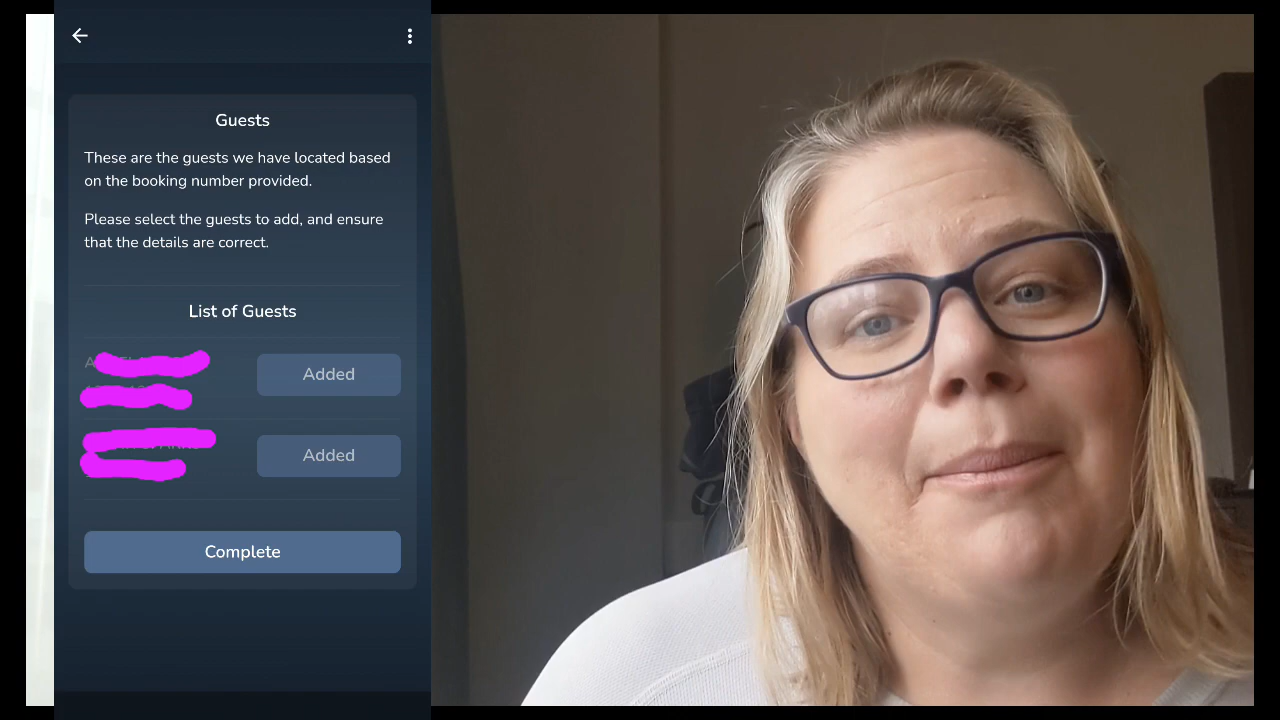 Guests
These are the guests we have located based
on the booking number provided.
Please select the guests to add, and ensure
that the details are correct.
List of Guests
Added
Added
Complete